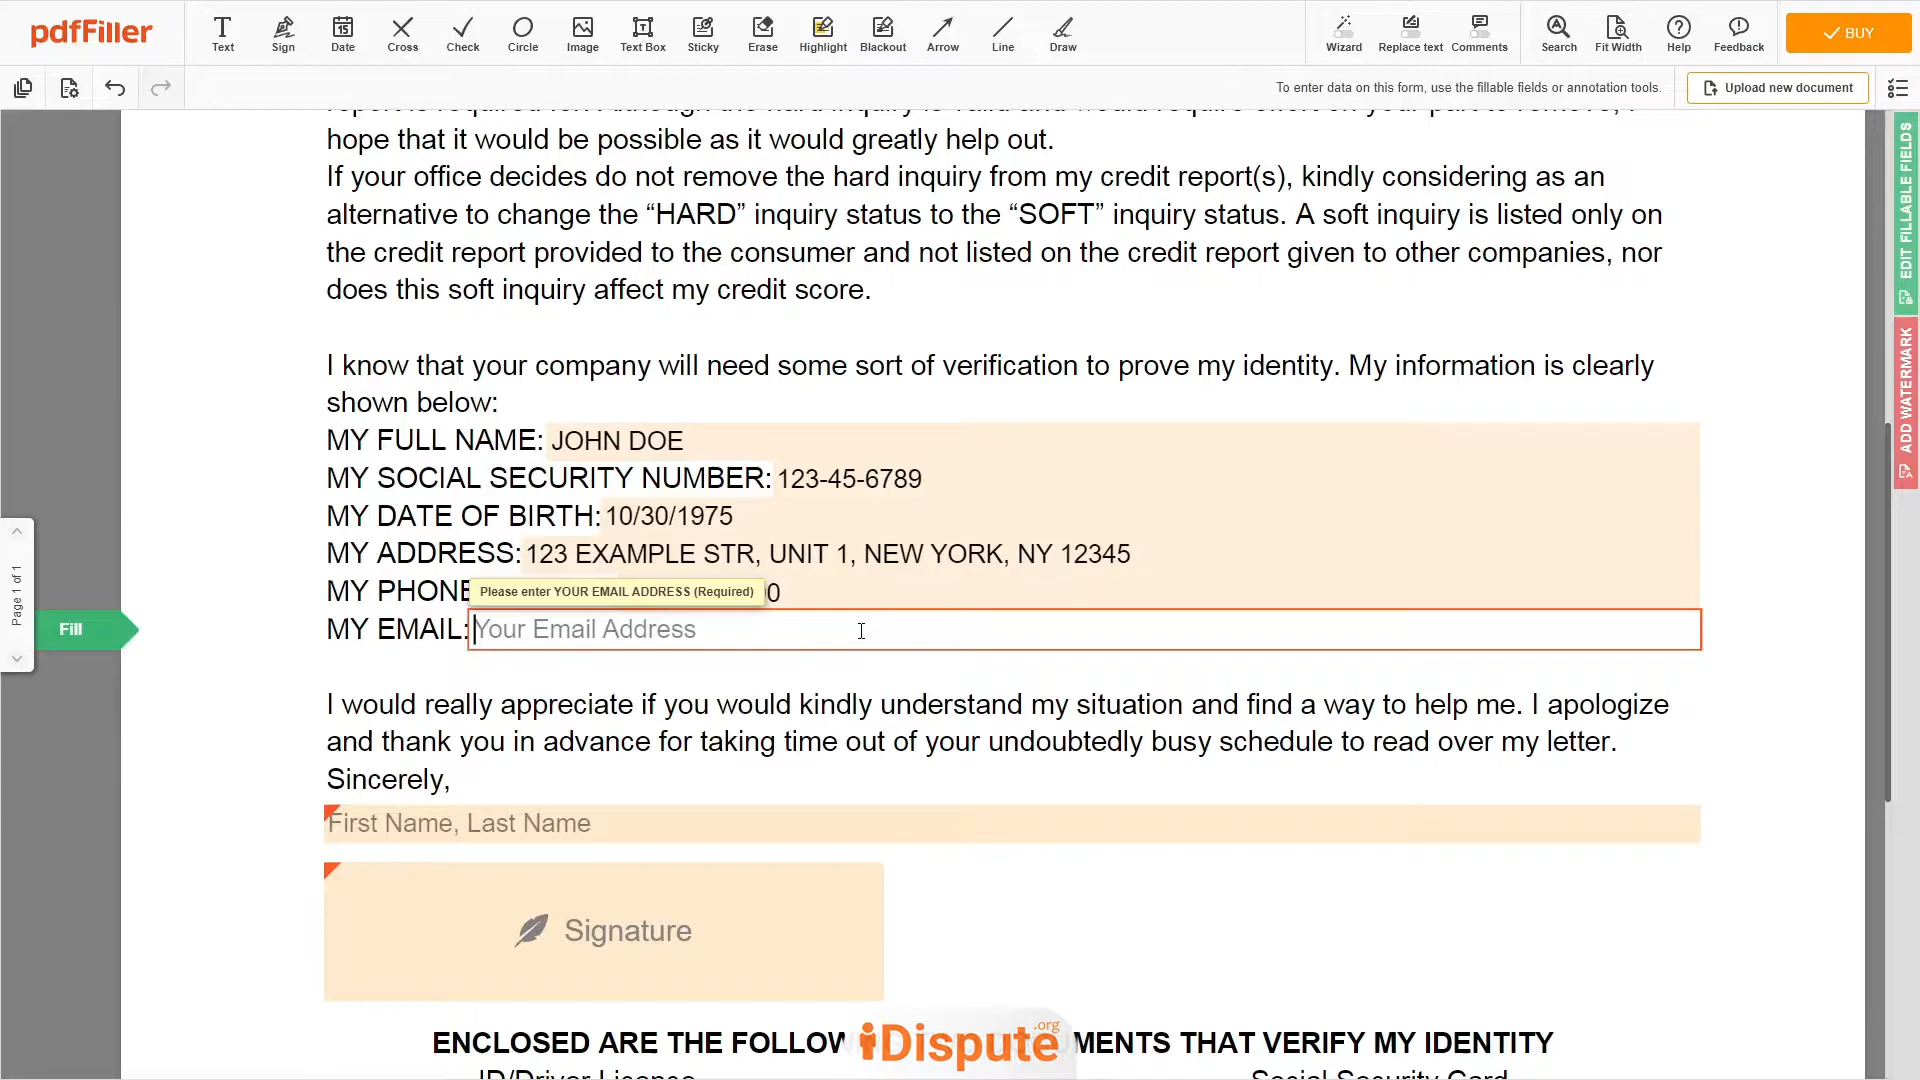 pdfFiller
Text Sign Date Cross Check Circle Image Text Box Sticky Erase Highlight Blackout Arrow Line Draw Wizard Replace text Comments Search Fit Width Help Feedback BUY
To enter data on this form, use the fillable fields or annotation tools. Upload new document
hope that it would be possible as it would greatly help out.
If your office decides do not remove the hard inquiry from my credit report(s), kindly considering as an
alternative to change the “HARD” inquiry status to the “SOFT” inquiry status. A soft inquiry is listed only on
the credit report provided to the consumer and not listed on the credit report given to other companies, nor
does this soft inquiry affect my credit score.
I know that your company will need some sort of verification to prove my identity. My information is clearly
shown below:
MY FULL NAME: JOHN DOE
MY SOCIAL SECURITY NUMBER: 123-45-6789
MY DATE OF BIRTH: 10/30/1975
MY ADDRESS: 123 EXAMPLE STR, UNIT 1, NEW YORK, NY 12345
MY PHONE
Please enter YOUR EMAIL ADDRESS (Required)
MY EMAIL: Your Email Address
I would really appreciate if you would kindly understand my situation and find a way to help me. I apologize
and thank you in advance for taking time out of your undoubtedly busy schedule to read over my letter.
Sincerely,
First Name, Last Name
Signature
ENCLOSED ARE THE FOLLOW MENTS THAT VERIFY MY IDENTITY
iDispute.org
ID/Driver License Social Security Card
Page 1 of 1
Fill
EDIT FILLABLE FIELDS
ADD WATERMARK